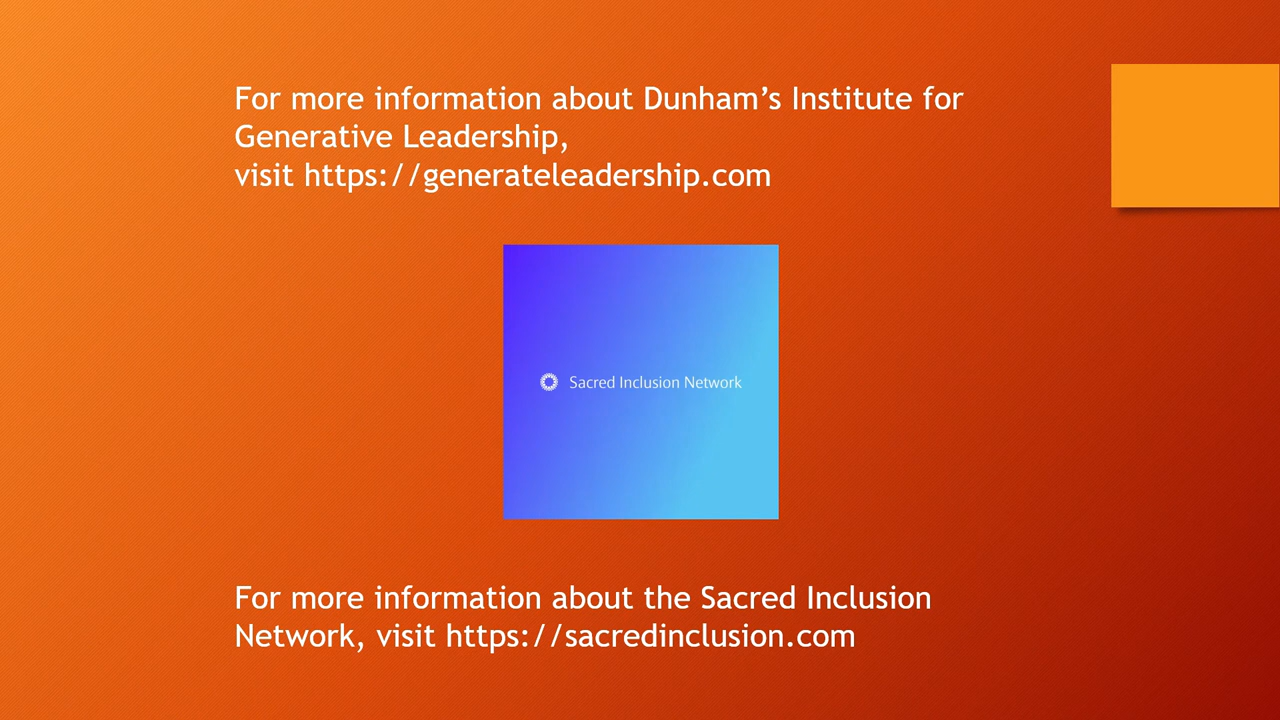 For more information about Dunham’s Institute for
Generative Leadership,
visit https://generateleadership.com
Sacred Inclusion Network
For more information about the Sacred Inclusion
Network, visit https://sacredinclusion.com